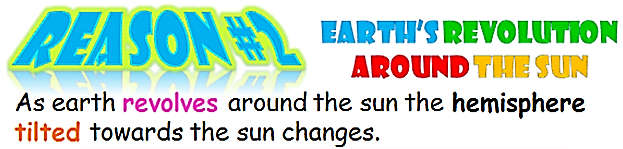 REASON #2
EARTH'S REVOLUTION
AROUND THE SUN
As earth revolves around the sun the hemisphere
tilted towards the sun changes.